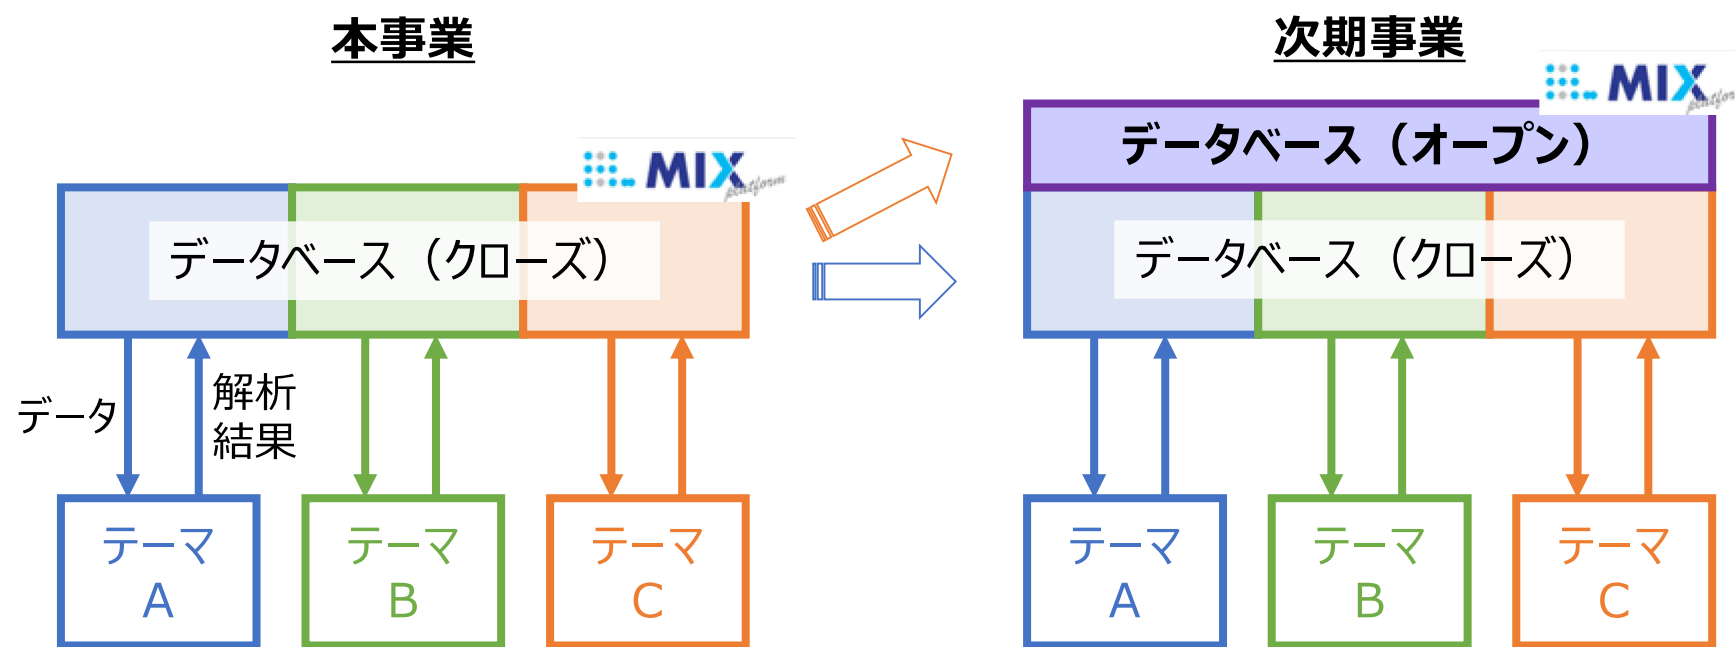 本事業
次期事業
MIX
platform
データベース（クローズ）
データ
解析
結果
テーマ
A
テーマ
B
テーマ
C
MIX
platform
データベース（オープン）
データベース（クローズ）
テーマ
A
テーマ
B
テーマ
C